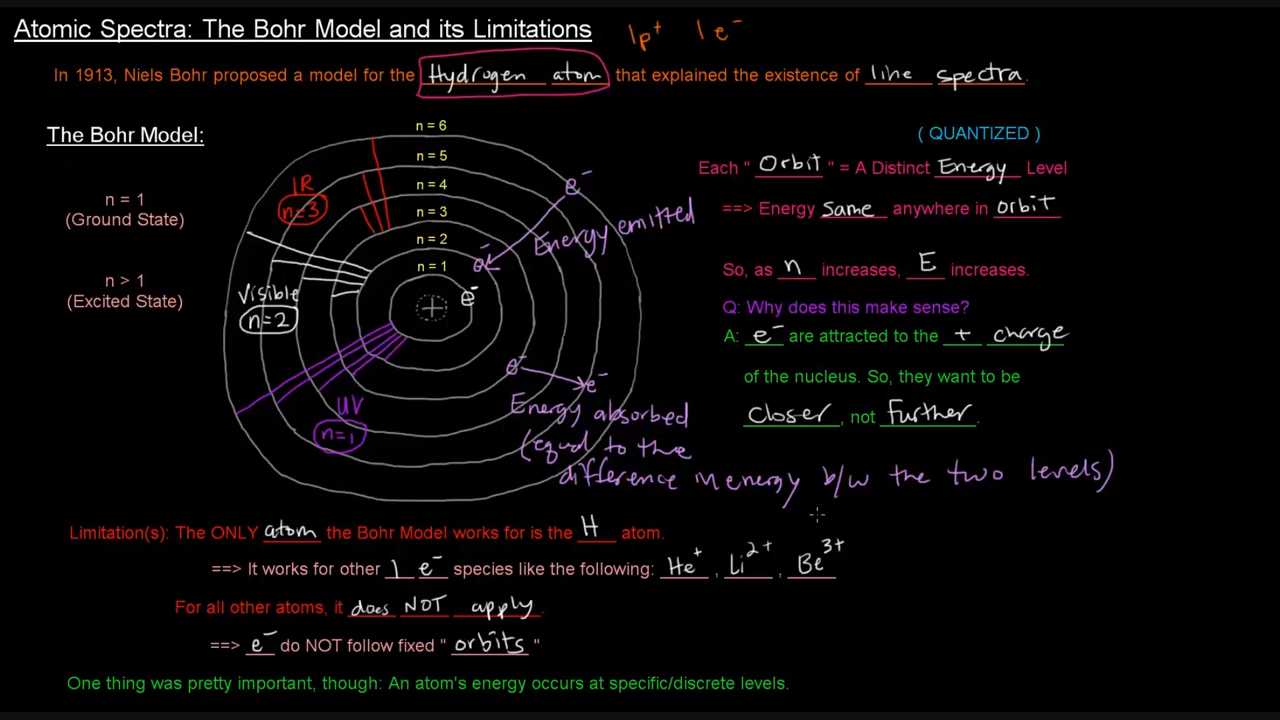 Atomic Spectra: The Bohr Model and its Limitations
1p⁺ 1e⁻
In 1913, Niels Bohr proposed a model for the Hydrogen atom that explained the existence of line spectra.
The Bohr Model:
n = 1
(Ground State)
n > 1
(Excited State)
n = 6
n = 5
n = 4
n = 3
n = 2
n = 1
IR
n=3
Visible
n=2
UV
n=1
+
e⁻
e⁻
e⁻
Energy emitted
e⁻
e⁻
Energy absorbed
(equal to the
difference in energy b/w the two levels)
( QUANTIZED )
Each " Orbit " = A Distinct Energy Level
==> Energy Same anywhere in orbit
So, as n increases, E increases.
Q: Why does this make sense?
A: e⁻ are attracted to the + charge
of the nucleus. So, they want to be
Closer, not Further.
Limitation(s): The ONLY atom the Bohr Model works for is the H atom.
==> It works for other 1 e⁻ species like the following: He⁺, Li²⁺, Be³⁺
For all other atoms, it does NOT apply.
==> e⁻ do NOT follow fixed " orbits "
One thing was pretty important, though: An atom's energy occurs at specific/discrete levels.